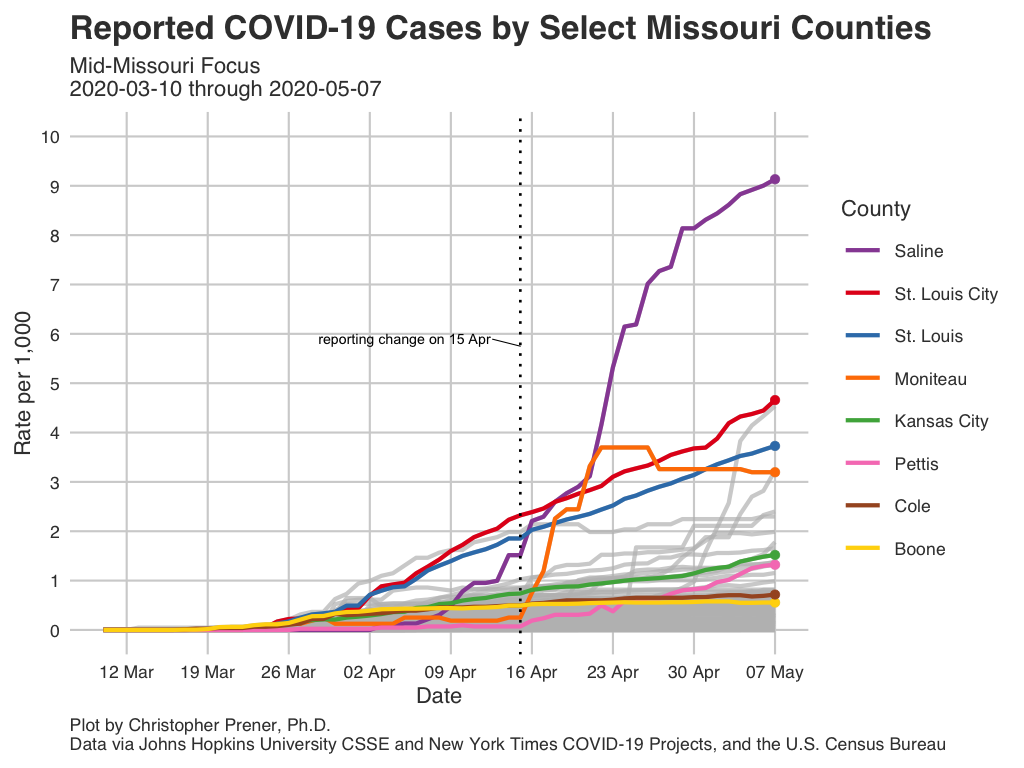 Reported COVID-19 Cases by Select Missouri Counties
Mid-Missouri Focus
2020-03-10 through 2020-05-07
10
9
8
7
6
5
4
3
2
1
0
Rate per 1,000
reporting change on 15 Apr
12 Mar
19 Mar
26 Mar
02 Apr
09 Apr
16 Apr
23 Apr
30 Apr
07 May
Date
County
Saline
St. Louis City
St. Louis
Moniteau
Kansas City
Pettis
Cole
Boone
Plot by Christopher Prener, Ph.D.
Data via Johns Hopkins University CSSE and New York Times COVID-19 Projects, and the U.S. Census Bureau